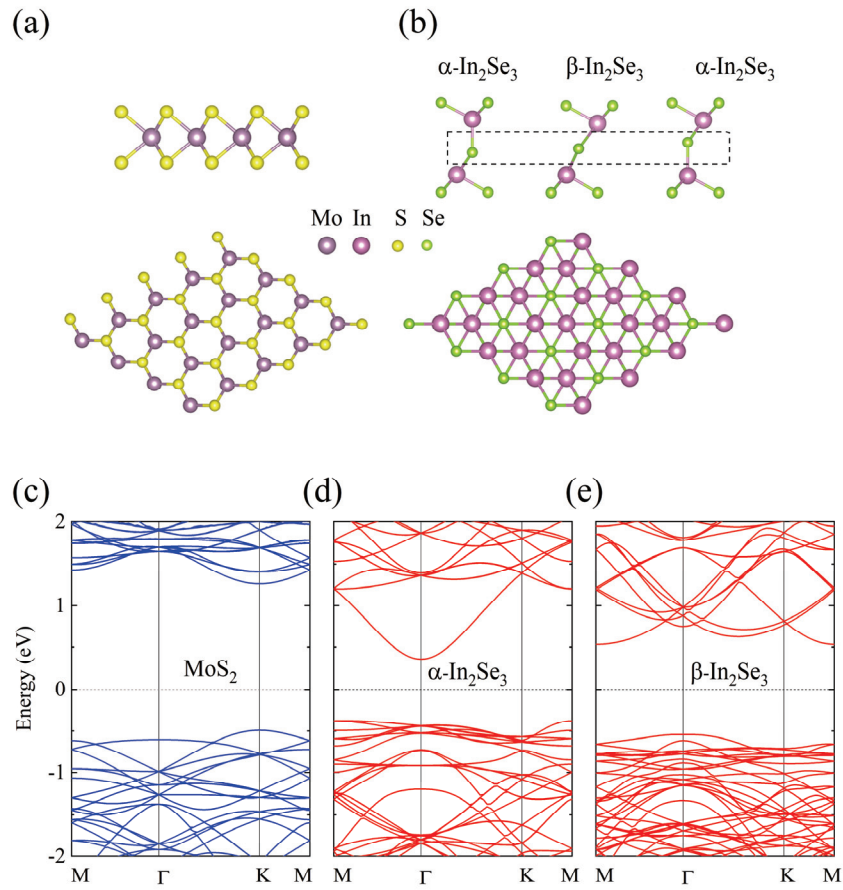 (a)
(b)
α-In₂Se₃ β-In₂Se₃ α-In₂Se₃
Mo In S Se
(c)
(d)
(e)
Energy (eV)
2
1
0
-1
-2
MoS₂
α-In₂Se₃
β-In₂Se₃
M Γ K M
M Γ K M
M Γ K M